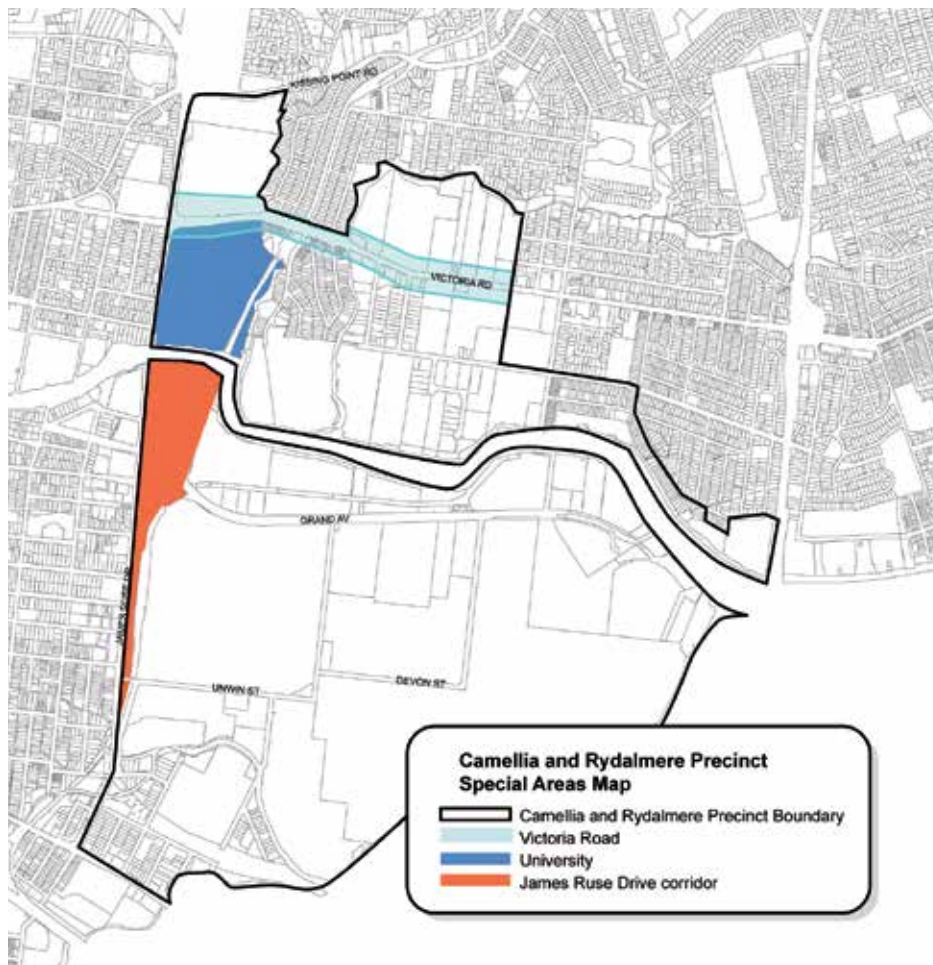 KISSING POINT RD
VICTORIA RD
GRAND AV
JAMES RUSE DR
UNWIN ST
DEVON ST
Camellia and Rydalmere Precinct
Special Areas Map
Camellia and Rydalmere Precinct Boundary
Victoria Road
University
James Ruse Drive corridor